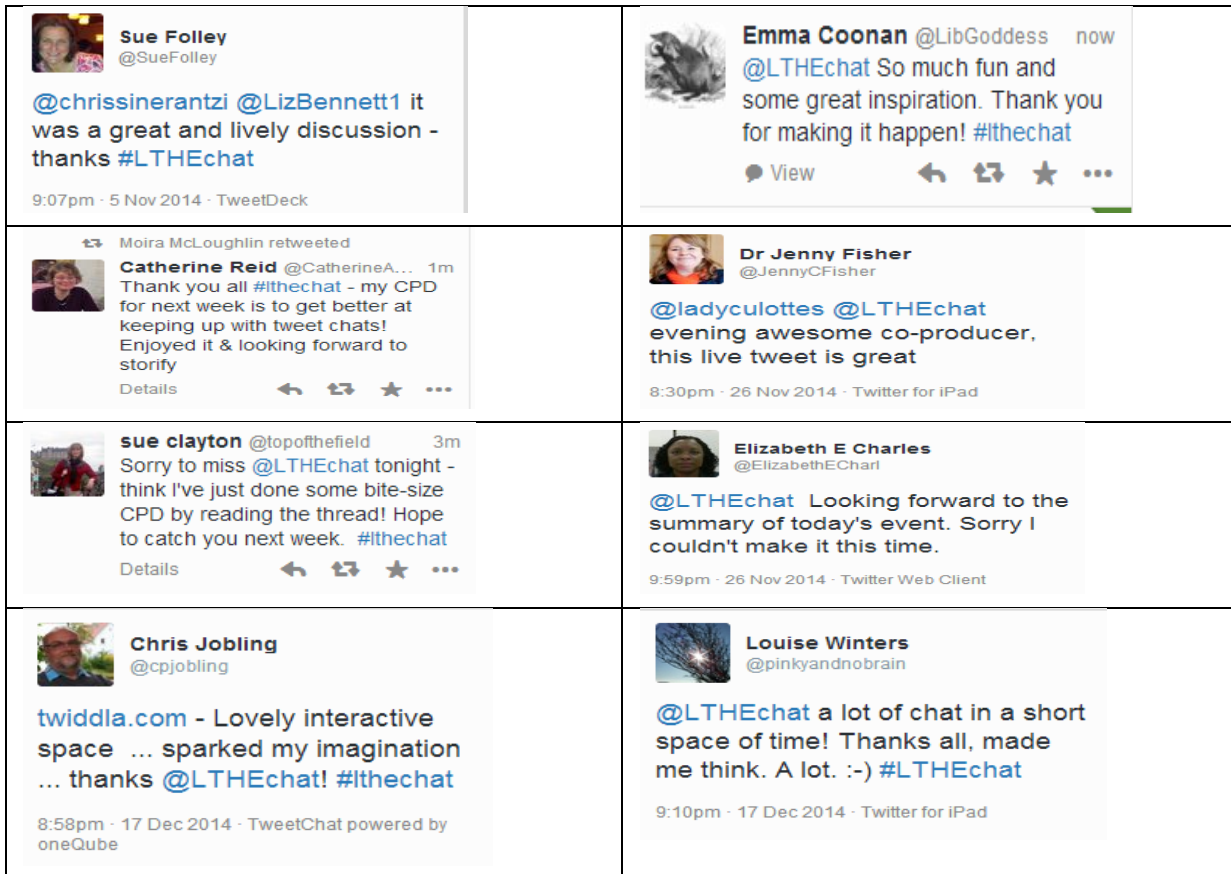 Sue Folley
@SueFolley
@chrissinerantzi @LizBennett1 it
was a great and lively discussion -
thanks #LTHEchat
9:07pm · 5 Nov 2014 · TweetDeck
Emma Coonan @LibGoddess now
@LTHEchat So much fun and
some great inspiration. Thank you
for making it happen! #lthechat
View
Moira McLoughlin retweeted
Catherine Reid @CatherineA... 1m
Thank you all #lthechat - my CPD
for next week is to get better at
keeping up with tweet chats!
Enjoyed it & looking forward to
storify
Details
Dr Jenny Fisher
@JennyCFisher
@ladyculottes @LTHEchat
evening awesome co-producer,
this live tweet is great
8:30pm · 26 Nov 2014 · Twitter for iPad
sue clayton @topofthefield 3m
Sorry to miss @LTHEchat tonight -
think I've just done some bite-size
CPD by reading the thread! Hope
to catch you next week. #lthechat
Details
Elizabeth E Charles
@ElizabethECharl
@LTHEchat Looking forward to the
summary of today's event. Sorry I
couldn't make it this time.
9:59pm · 26 Nov 2014 · Twitter Web Client
Chris Jobling
@cpjobling
twiddla.com - Lovely interactive
space ... sparked my imagination
... thanks @LTHEchat! #lthechat
8:58pm · 17 Dec 2014 · TweetChat powered by
oneQube
Louise Winters
@pinkyandnobrain
@LTHEchat a lot of chat in a short
space of time! Thanks all, made
me think. A lot. :-) #LTHEchat
9:10pm · 17 Dec 2014 · Twitter for iPad